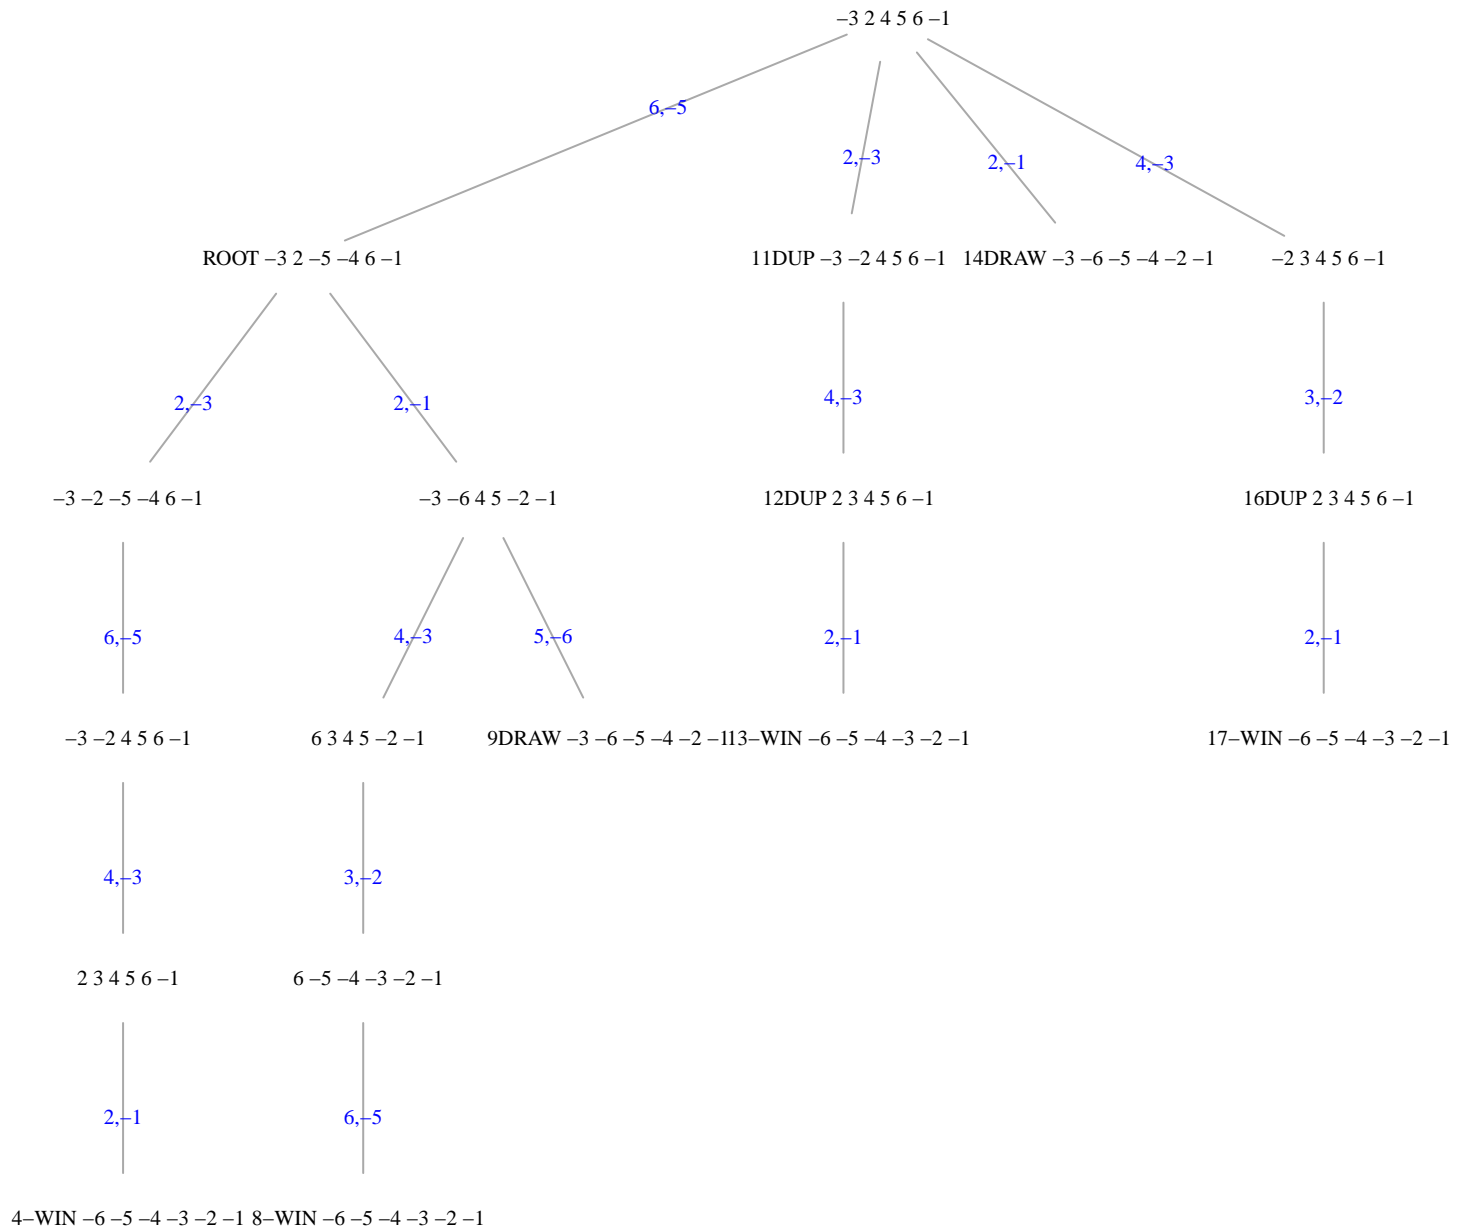 –3 2 4 5 6 –1
6,–5
2,–3
2,–1
4,–3
ROOT –3 2 –5 –4 6 –1
11DUP –3 –2 4 5 6 –1
14DRAW –3 –6 –5 –4 –2 –1
–2 3 4 5 6 –1
2,–3
2,–1
4,–3
3,–2
–3 –2 –5 –4 6 –1
–3 –6 4 5 –2 –1
12DUP 2 3 4 5 6 –1
16DUP 2 3 4 5 6 –1
6,–5
4,–3
5,–6
2,–1
2,–1
–3 –2 4 5 6 –1
6 3 4 5 –2 –1
9DRAW –3 –6 –5 –4 –2 –1
13–WIN –6 –5 –4 –3 –2 –1
17–WIN –6 –5 –4 –3 –2 –1
4,–3
3,–2
2 3 4 5 6 –1
6 –5 –4 –3 –2 –1
2,–1
6,–5
4–WIN –6 –5 –4 –3 –2 –1
8–WIN –6 –5 –4 –3 –2 –1